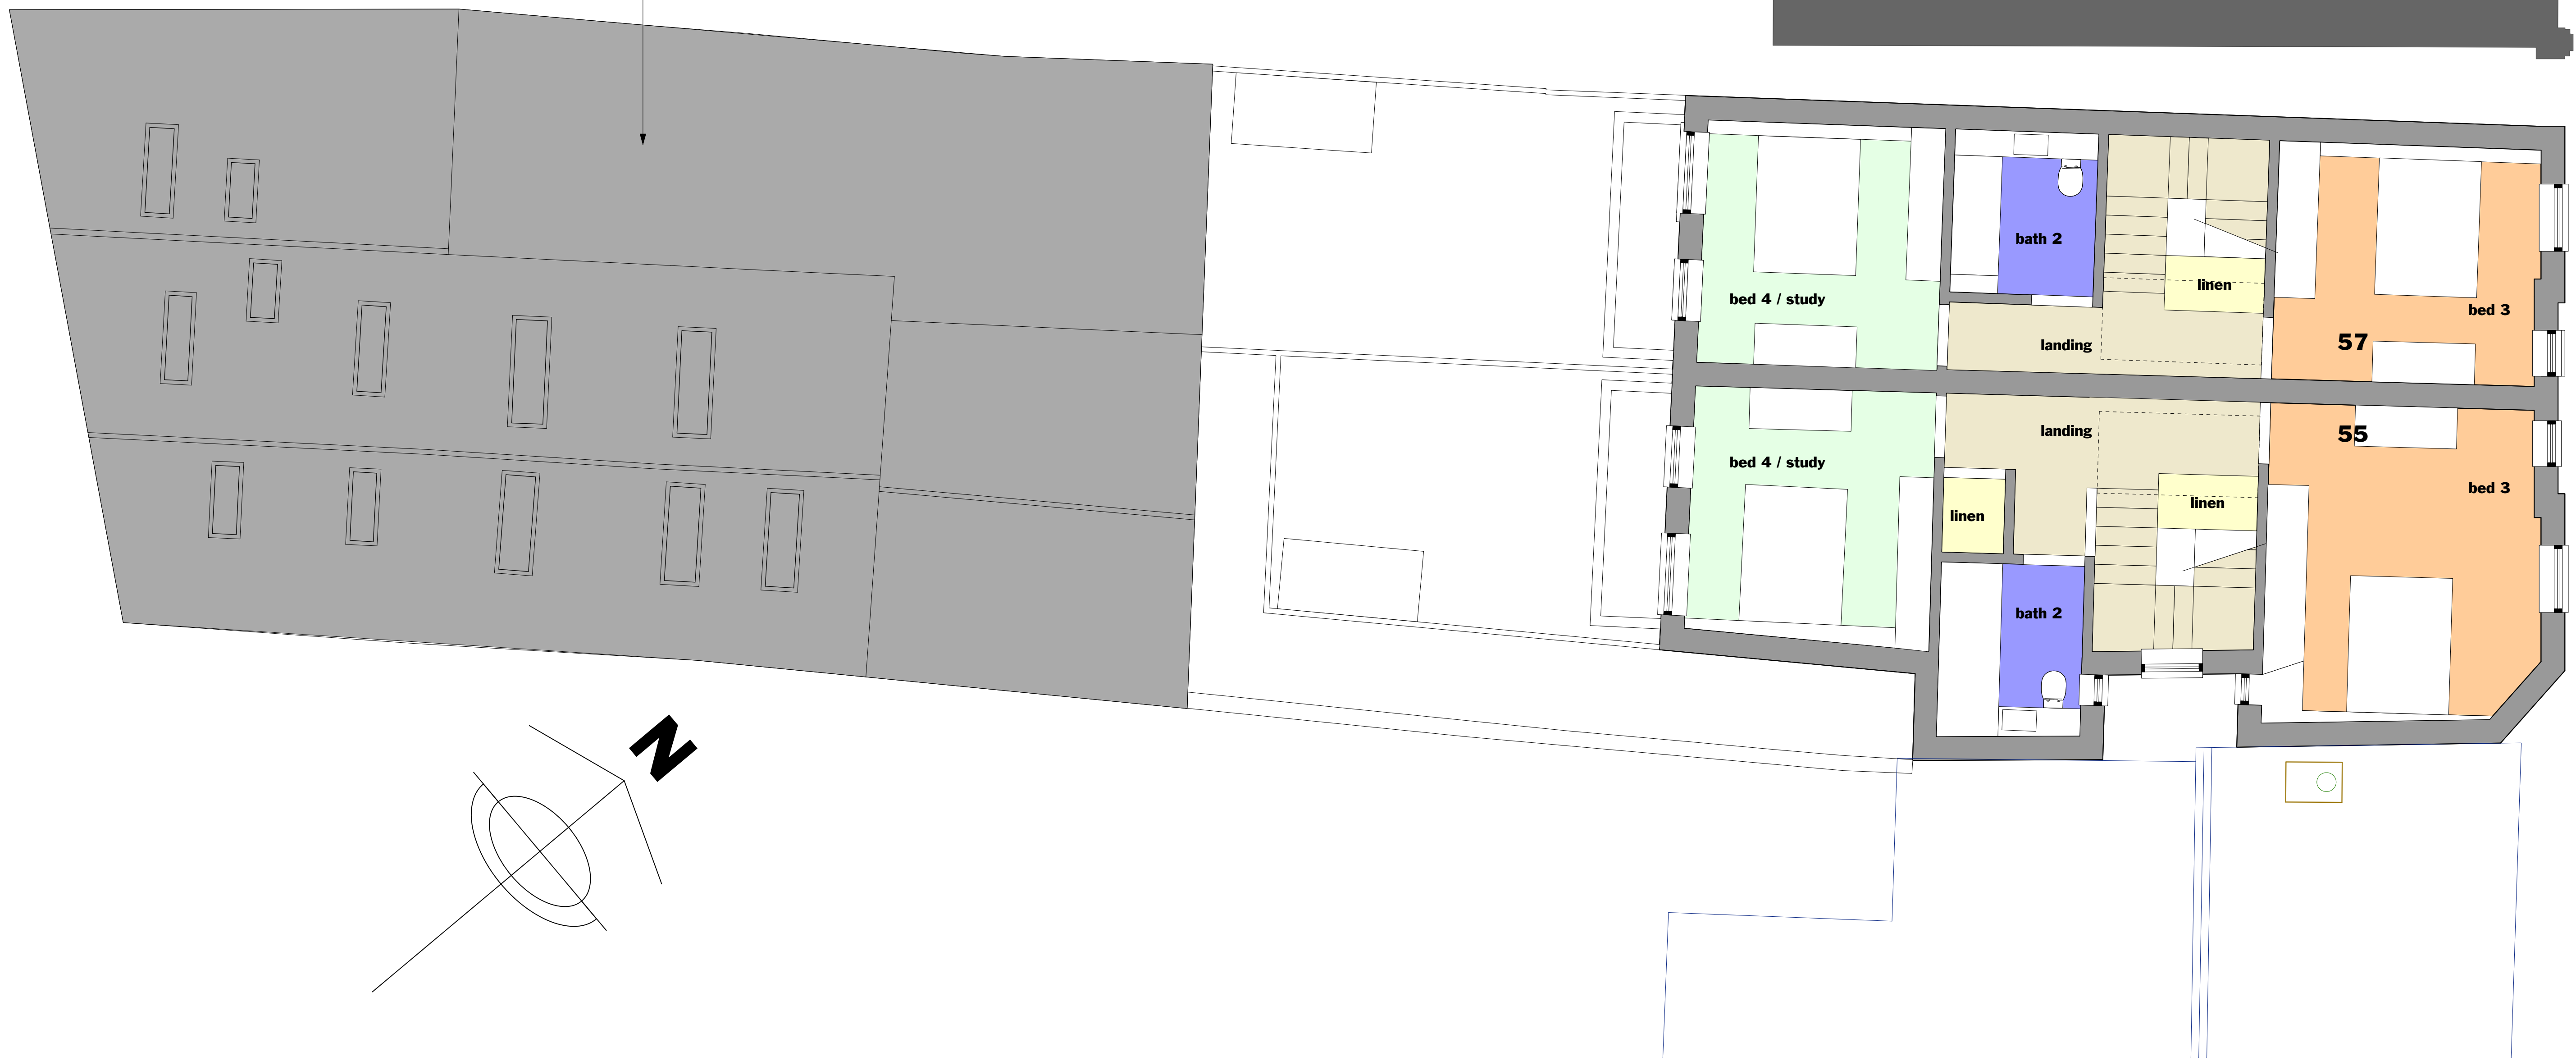 bath 2
linen
bed 4 / study
bed 3
landing
57
landing
55
bed 4 / study
bed 3
linen
linen
bath 2
N